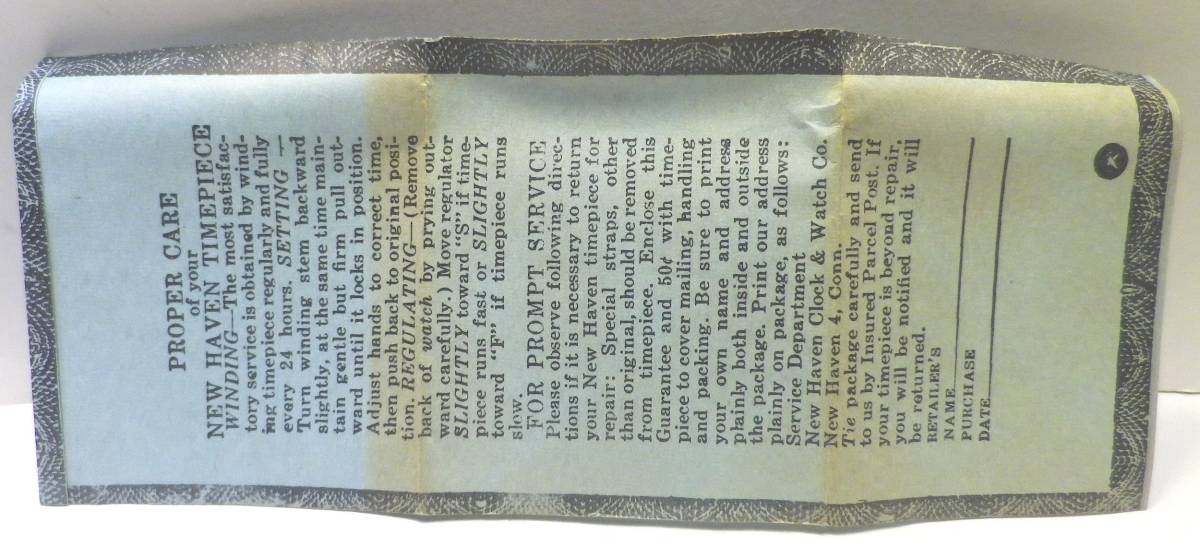 PROPER CARE
of your
NEW HAVEN TIMEPIECE
WINDING—The most satisfac-
tory service is obtained by wind-
ing timepiece regularly and fully
every 24 hours. SETTING —
Turn winding stem backward
slightly, at the same time main-
tain gentle but firm pull out-
ward until it locks in position.
Adjust hands to correct time,
then push back to original posi-
tion. REGULATING—(Remove
back of watch by prying out-
ward carefully.) Move regulator
SLIGHTLY toward "S" if time-
piece runs fast or SLIGHTLY
toward "F" if timepiece runs
slow.
FOR PROMPT SERVICE
Please observe following direc-
tions if it is necessary to return
your New Haven timepiece for
repair: Special straps, other
than original, should be removed
from timepiece. Enclose this
Guarantee and 50¢ with time-
piece to cover mailing, handling
and packing. Be sure to print
your own name and address
plainly both inside and outside
the package. Print our address
plainly on package, as follows:
Service Department
New Haven Clock & Watch Co.
New Haven 4, Conn.
Tie package carefully and send
to us by Insured Parcel Post. If
your timepiece is beyond repair,
you will be notified and it will
be returned.
RETAILER'S
NAME
PURCHASE
DATE